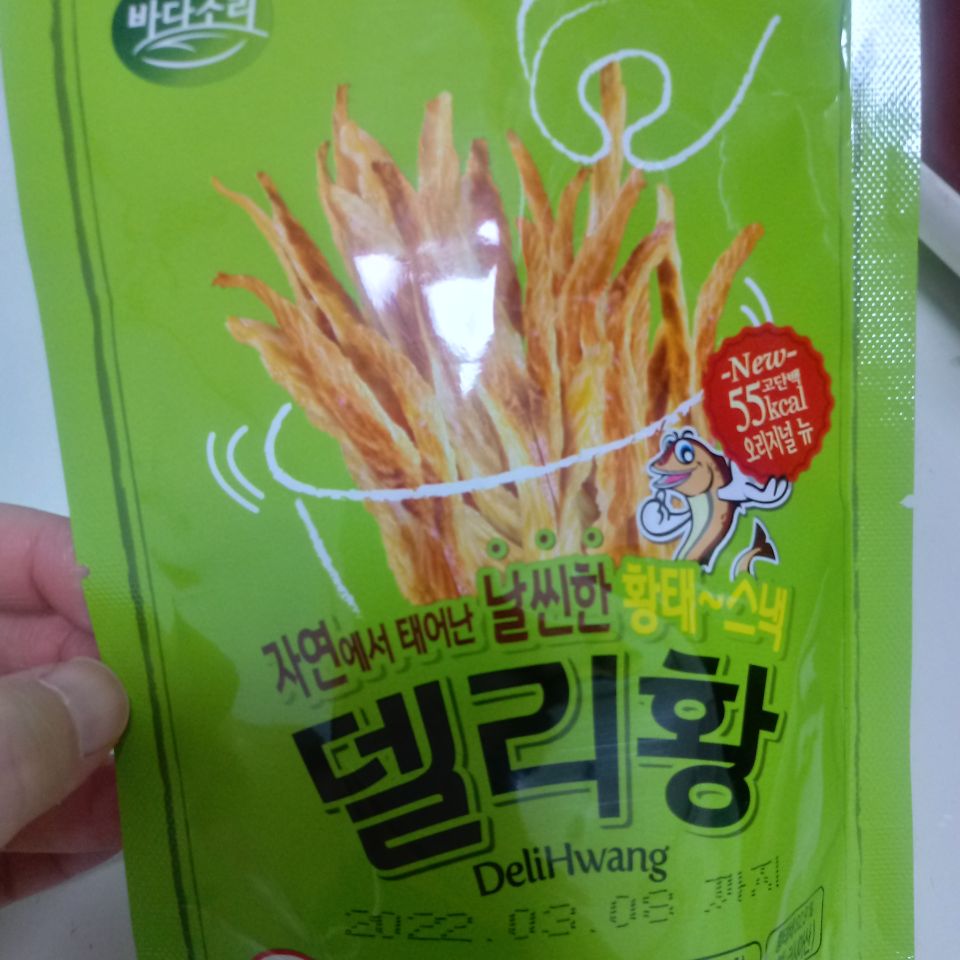 바다소리
-New-
고단백
55kcal
오리지널 뉴
자연에서 태어난 날씬한 황태~스낵
델리황
DeliHwang
2022.03.08 까지